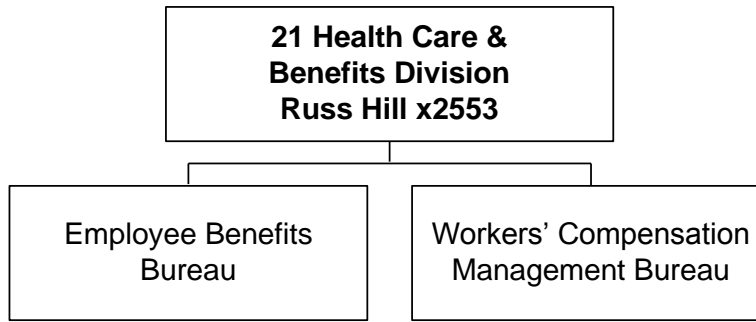 21 Health Care &
Benefits Division
Russ Hill x2553
Employee Benefits
Bureau
Workers’ Compensation
Management Bureau